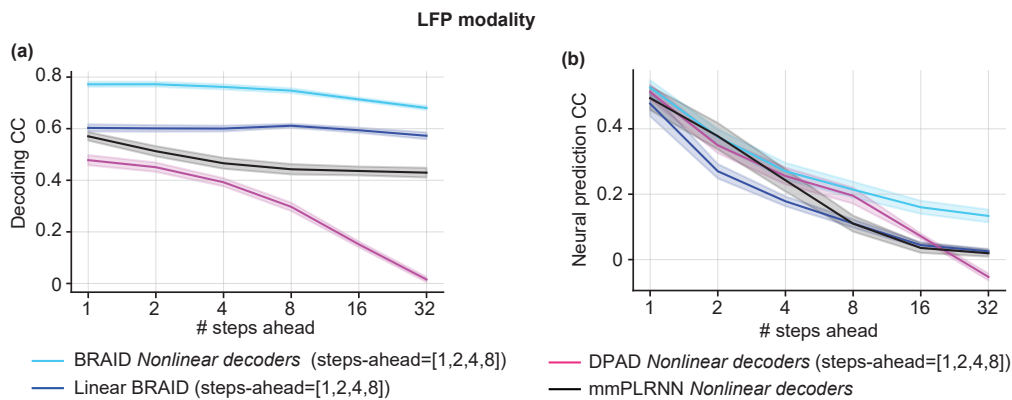 LFP modality
(a)
Decoding CC
0.8
0.6
0.4
0.2
0
1 2 4 8 16 32
# steps ahead
(b)
Neural prediction CC
0.4
0.2
0
1 2 4 8 16 32
# steps ahead
BRAID Nonlinear decoders (steps-ahead=[1,2,4,8])
Linear BRAID (steps-ahead=[1,2,4,8])
DPAD Nonlinear decoders (steps-ahead=[1,2,4,8])
mmPLRNN Nonlinear decoders